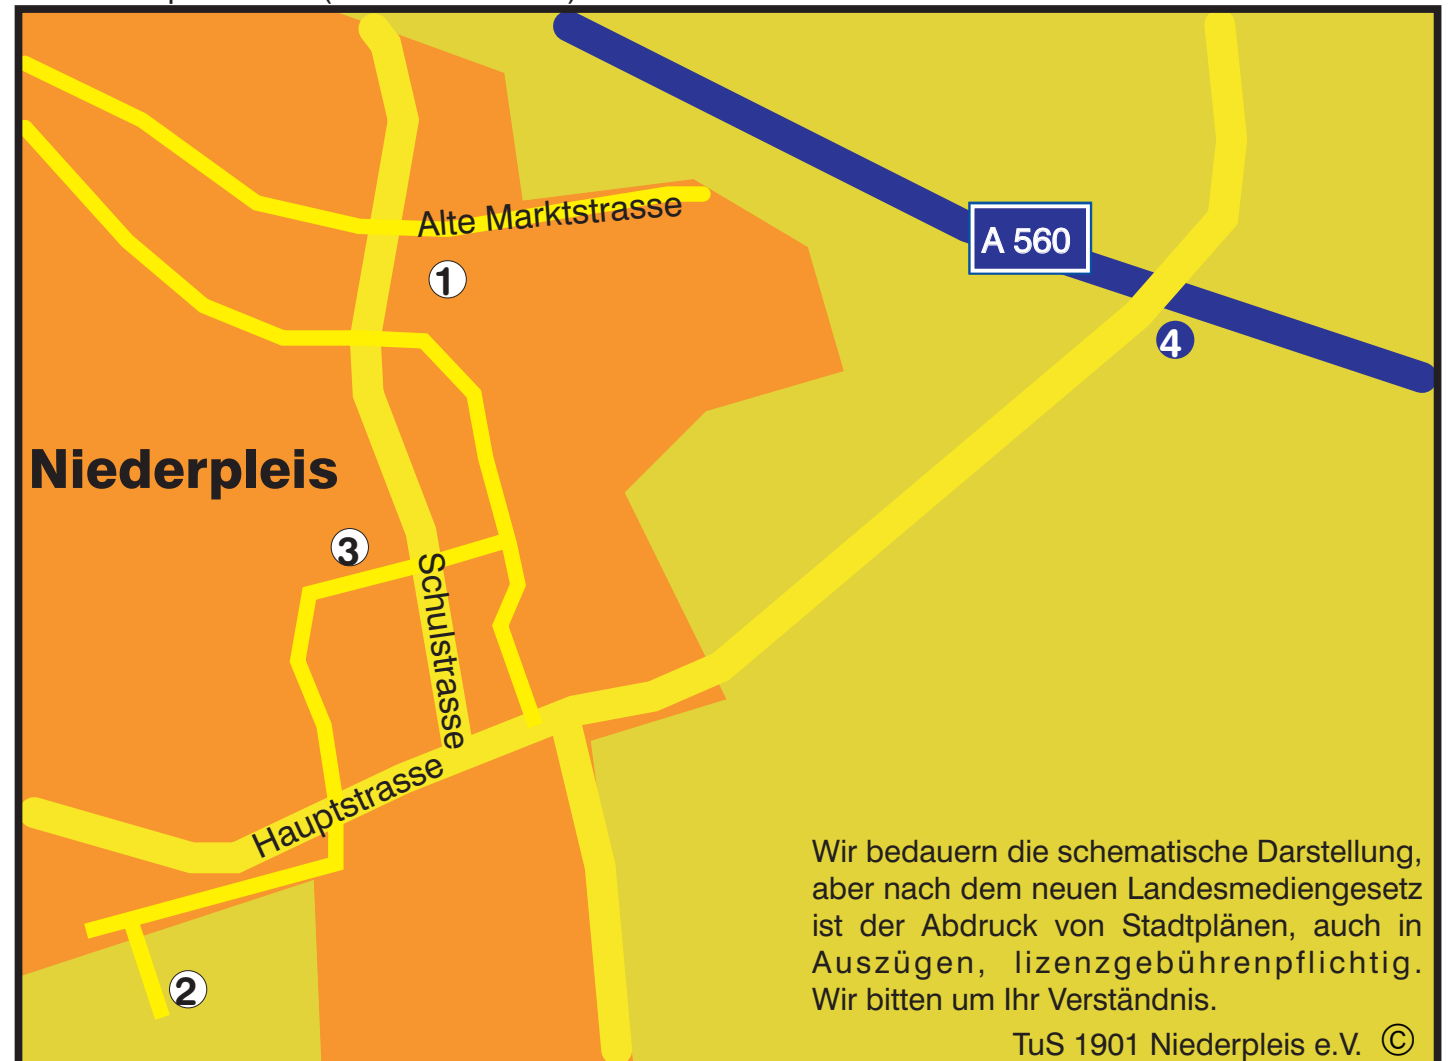 Alte Marktstrasse
A 560
1
4
Niederpleis
3
Schulstrasse
Hauptstrasse
2
Wir bedauern die schematische Darstellung,
aber nach dem neuen Landesmediengesetz
ist der Abdruck von Stadtplänen, auch in
Auszügen, lizenzgebührenpflichtig.
Wir bitten um Ihr Verständnis.
TuS 1901 Niederpleis e.V. ©